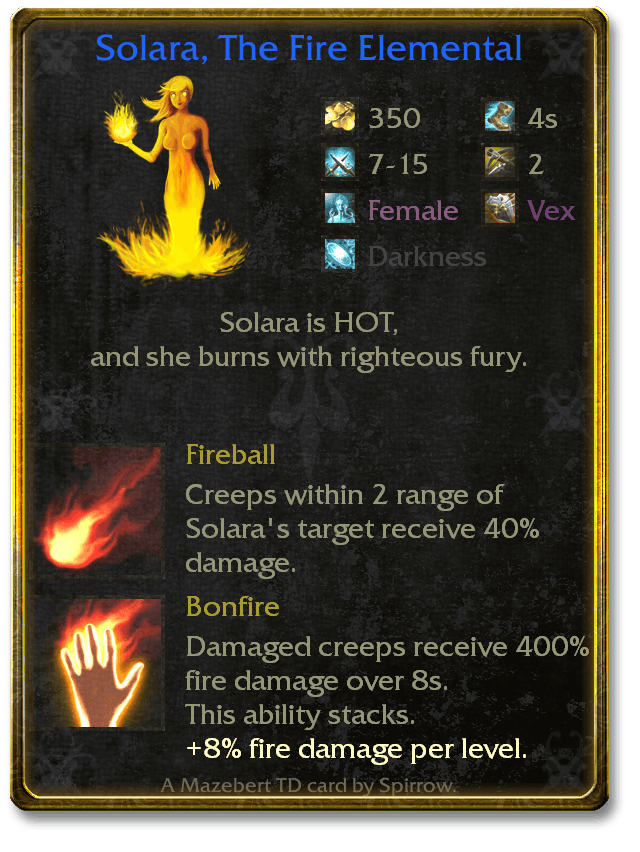 Solara, The Fire Elemental
350 4s
7-15 2
Female Vex
Darkness
Solara is HOT,
and she burns with righteous fury.
Fireball
Creeps within 2 range of
Solara's target receive 40%
damage.
Bonfire
Damaged creeps receive 400%
fire damage over 8s.
This ability stacks.
+8% fire damage per level.
A Mazebert TD card by Spirrow.